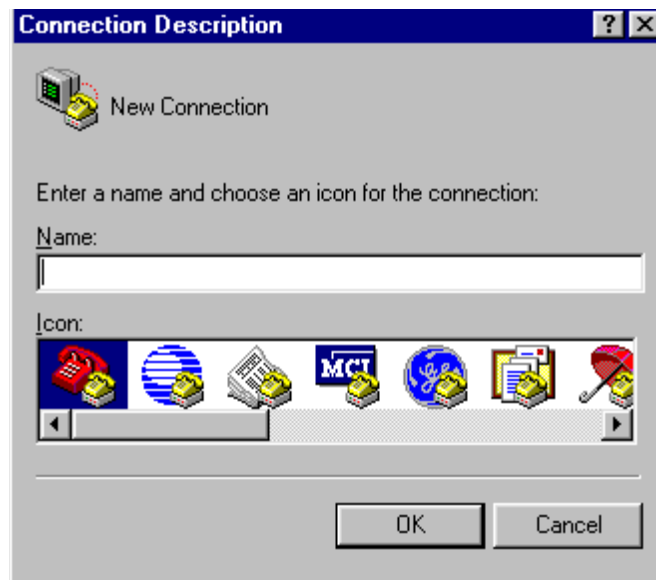 Connection Description
New Connection
Enter a name and choose an icon for the connection:
Name:
Icon:
MCI
OK
Cancel